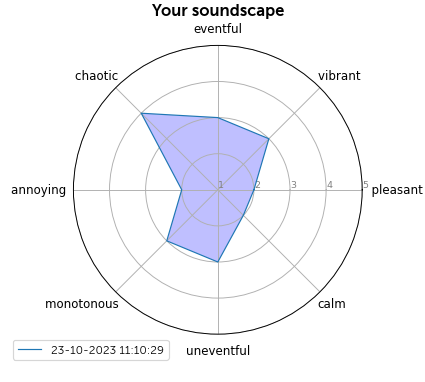 Your soundscape
eventful
chaotic
vibrant
annoying
1 2 3 4 5
pleasant
monotonous
calm
uneventful
23-10-2023 11:10:29